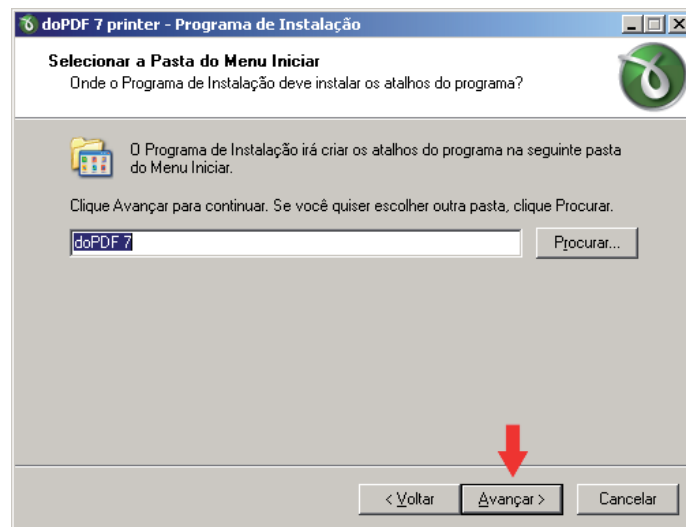 doPDF 7 printer - Programa de Instalação
Selecionar a Pasta do Menu Iniciar
Onde o Programa de Instalação deve instalar os atalhos do programa?
O Programa de Instalação irá criar os atalhos do programa na seguinte pasta
do Menu Iniciar.
Clique Avançar para continuar. Se você quiser escolher outra pasta, clique Procurar.
doPDF 7
Procurar...
< Voltar
Avançar >
Cancelar